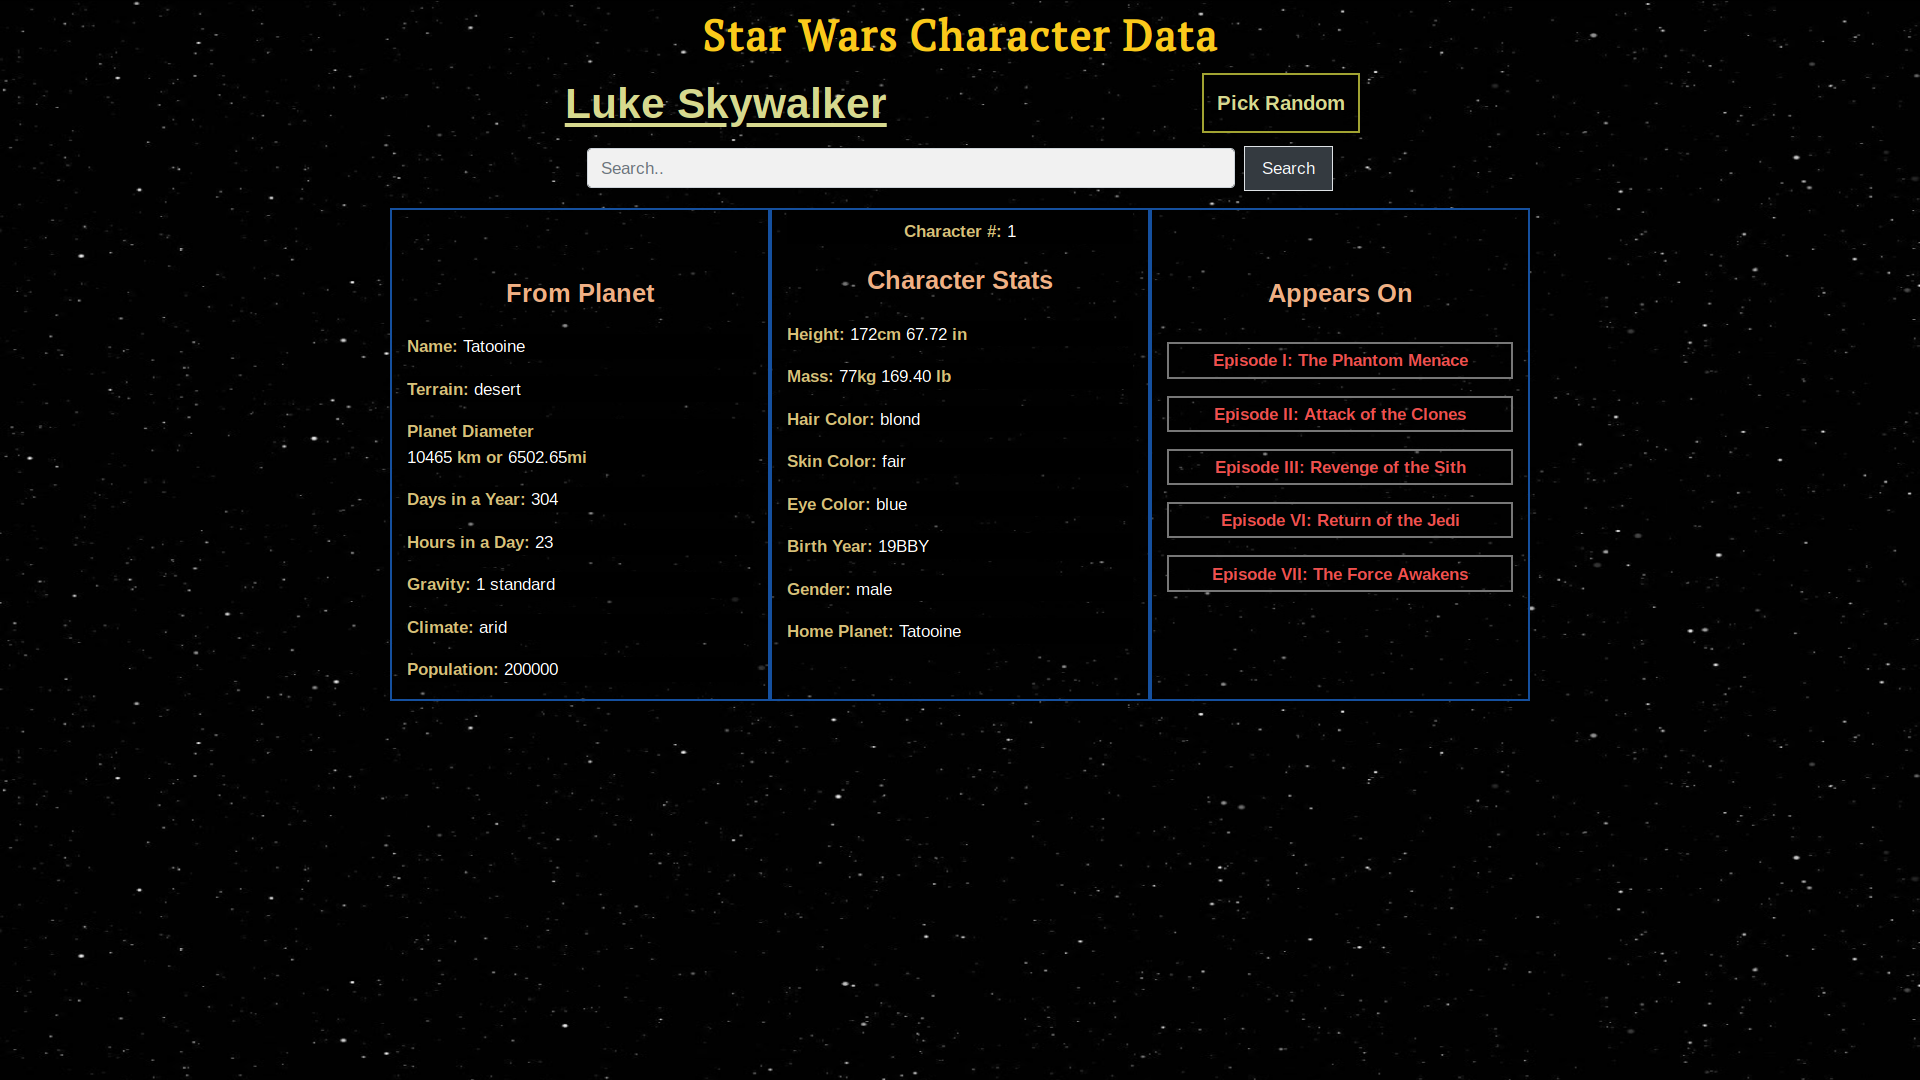 Star Wars Character Data
Luke Skywalker
Pick Random
Search..
Search
From Planet
Name: Tatooine
Terrain: desert
Planet Diameter
10465 km or 6502.65mi
Days in a Year: 304
Hours in a Day: 23
Gravity: 1 standard
Climate: arid
Population: 200000
Character #: 1
Character Stats
Height: 172cm 67.72 in
Mass: 77kg 169.40 lb
Hair Color: blond
Skin Color: fair
Eye Color: blue
Birth Year: 19BBY
Gender: male
Home Planet: Tatooine
Appears On
Episode I: The Phantom Menace
Episode II: Attack of the Clones
Episode III: Revenge of the Sith
Episode VI: Return of the Jedi
Episode VII: The Force Awakens